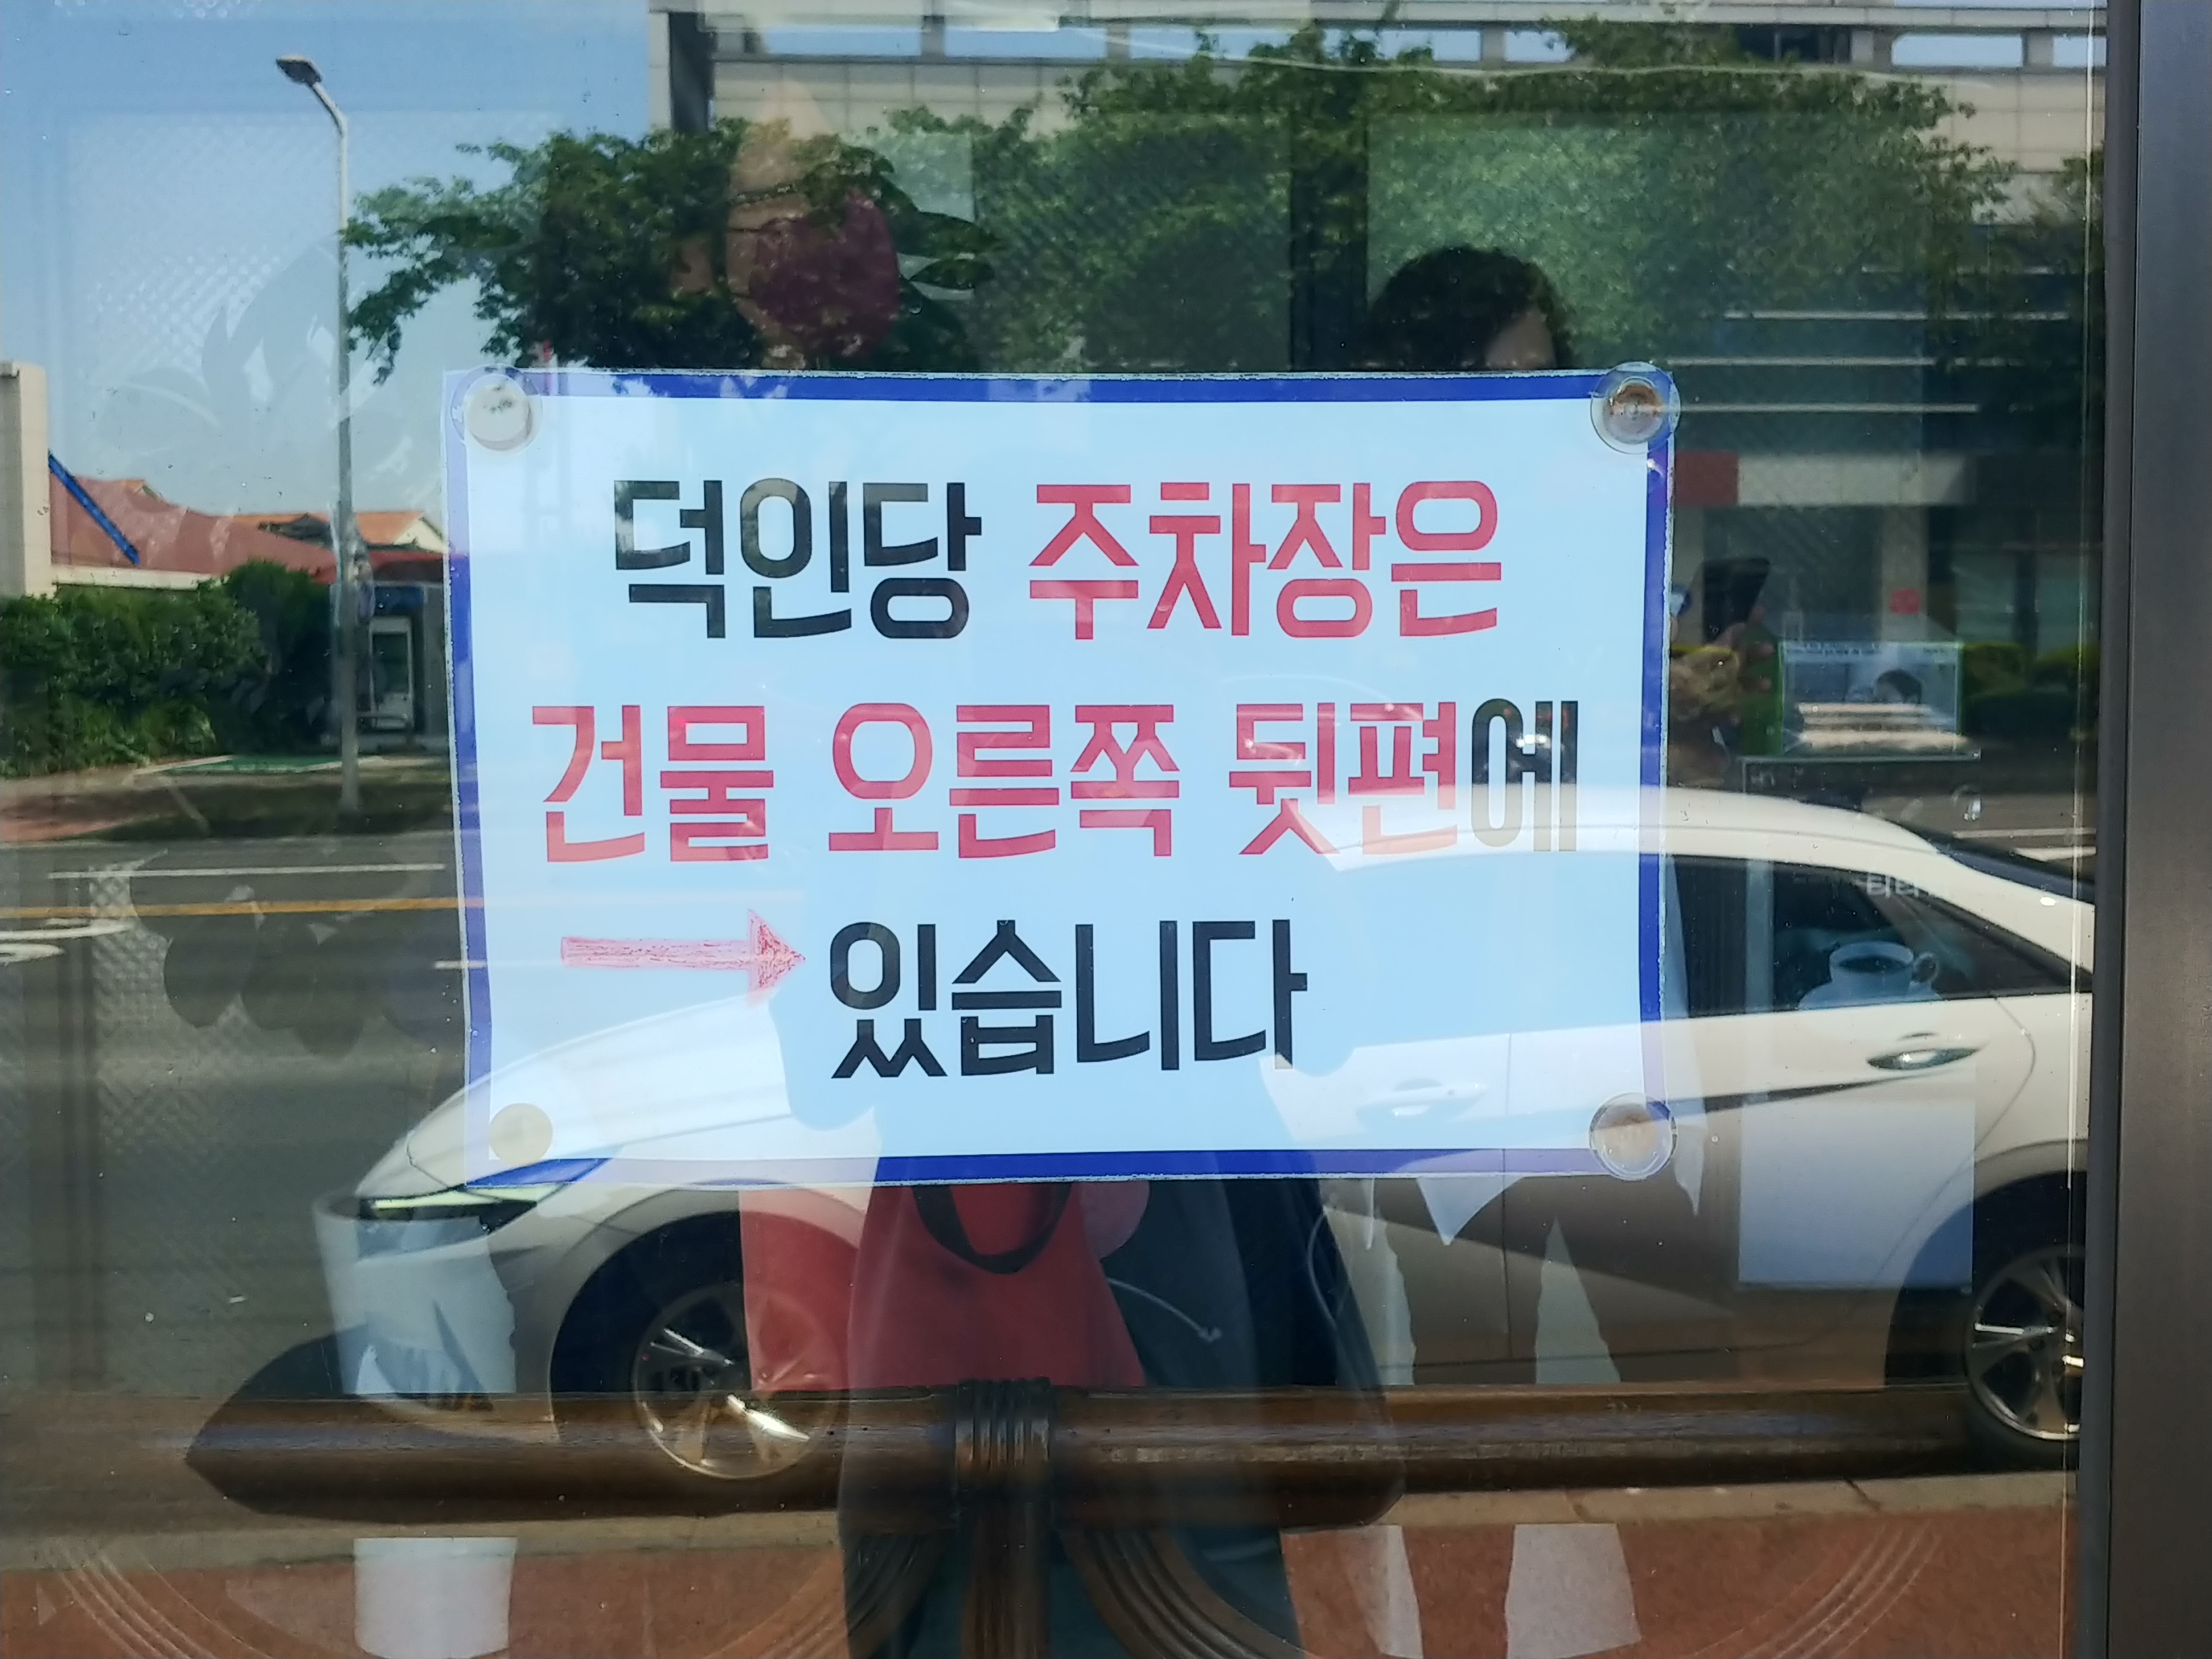 덕인당 주차장은
건물 오른쪽 뒷편에
있습니다